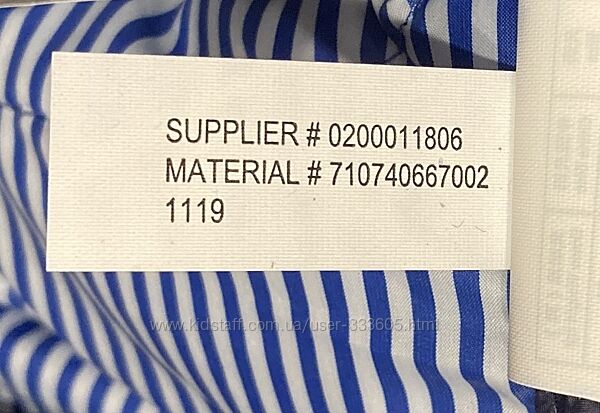 SUPPLIER # 0200011806
MATERIAL # 710740667002
1119
www.kidstaff.com.ua/user-333605.html